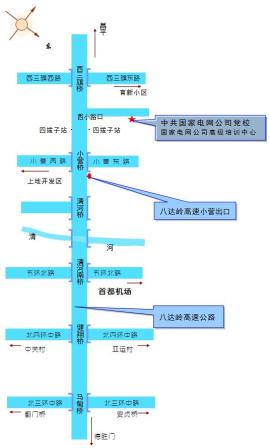 北
昌平
西三旗桥
西三旗西路
西三旗东路
育新小区
西小路口
四拨子站
四拨子站
中共国家电网公司党校
国家电网公司高级培训中心
小营西路
小营桥
小营东路
上地开发区
八达岭高速小营出口
清河桥
清
河
清河南桥
五环北路
五环北路
首都机场
八达岭高速公路
健翔桥
北四环中路
北四环中路
中关村
亚运村
马甸桥
北三环中路
北三环中路
蓟门桥
安贞桥
德胜门